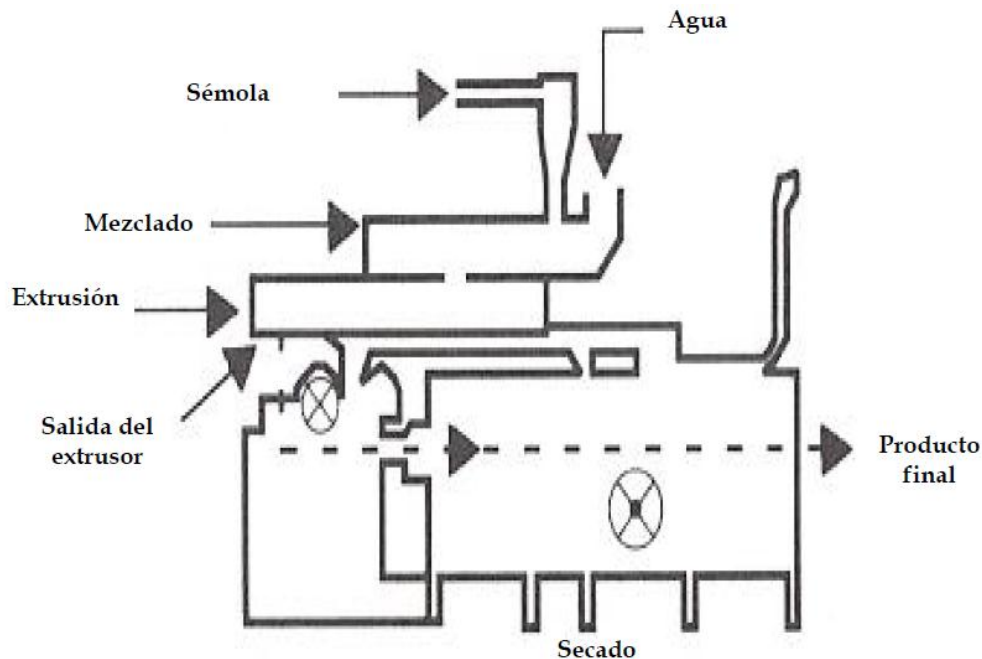 Agua
Sémola
Mezclado
Extrusión
Salida del
extrusor
Producto
final
Secado